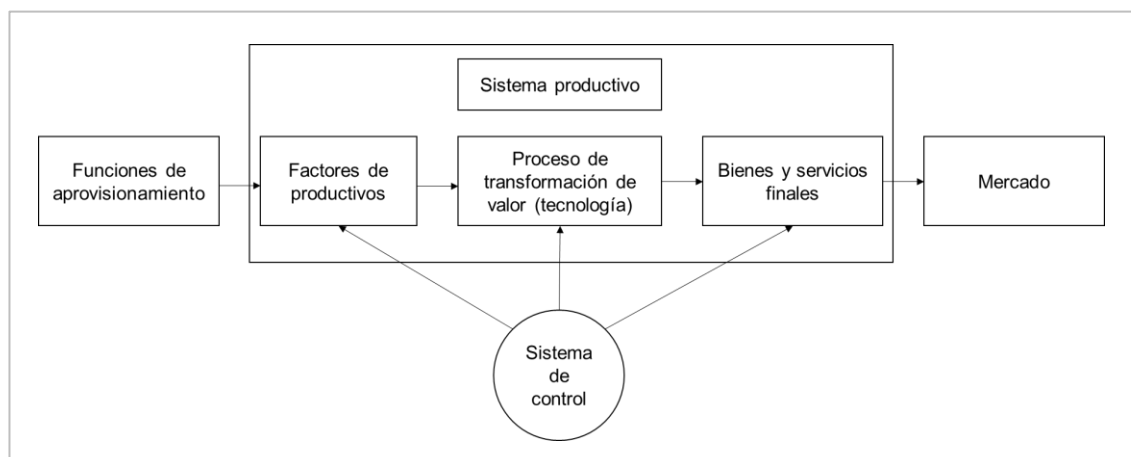 Sistema productivo
Funciones de
aprovisionamiento
Factores de
productivos
Proceso de
transformación de
valor (tecnología)
Bienes y servicios
finales
Mercado
Sistema
de
control